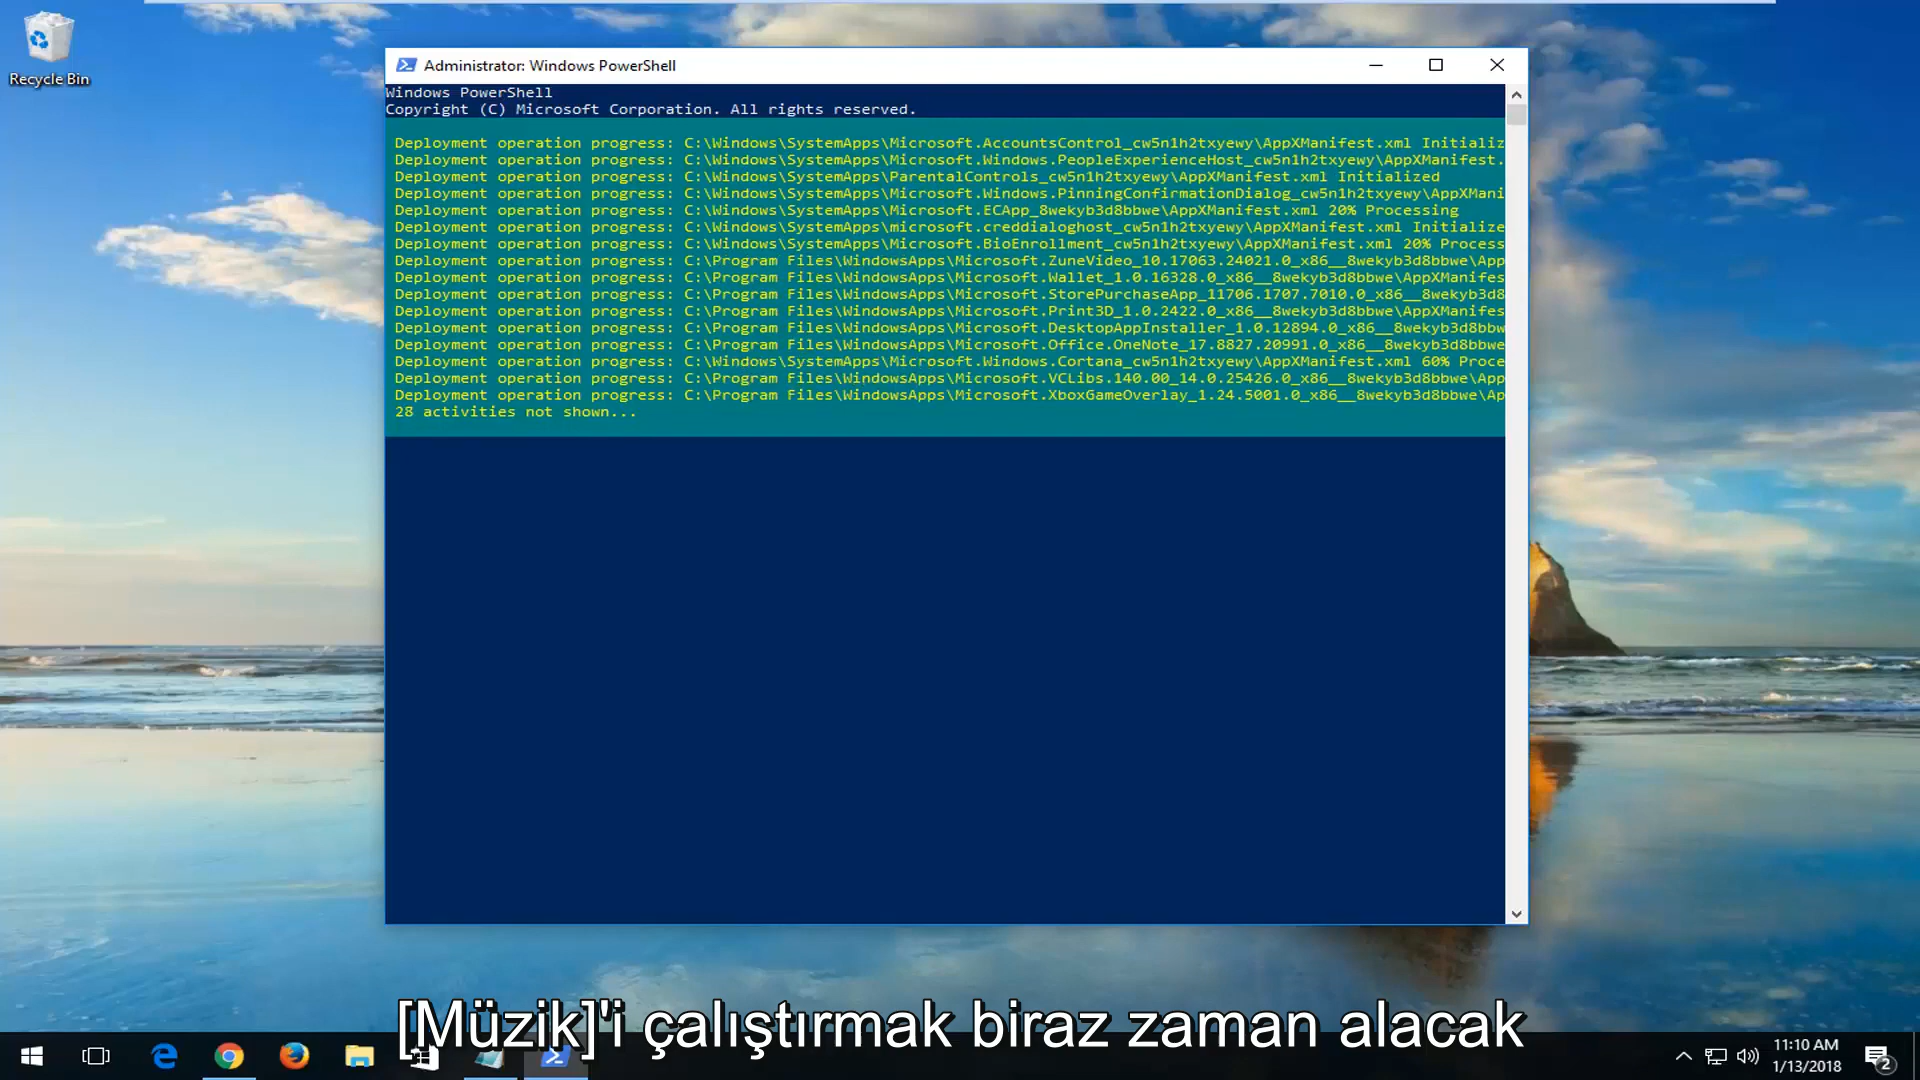 Recycle Bin
Administrator: Windows PowerShell
Windows PowerShell
Copyright (C) Microsoft Corporation. All rights reserved.
Deployment operation progress: C:\Windows\SystemApps\Microsoft.AccountsControl_cw5n1h2txyewy\AppXManifest.xml Initializ
Deployment operation progress: C:\Windows\SystemApps\Microsoft.Windows.PeopleExperienceHost_cw5n1h2txyewy\AppXManifest.
Deployment operation progress: C:\Windows\SystemApps\ParentalControls_cw5n1h2txyewy\AppXManifest.xml Initialized
Deployment operation progress: C:\Windows\SystemApps\Microsoft.Windows.PinningConfirmationDialog_cw5n1h2txyewy\AppXMani
Deployment operation progress: C:\Windows\SystemApps\Microsoft.ECApp_8wekyb3d8bbwe\AppXManifest.xml 20% Processing
Deployment operation progress: C:\Windows\SystemApps\microsoft.creddialoghost_cw5n1h2txyewy\AppXManifest.xml Initialize
Deployment operation progress: C:\Windows\SystemApps\Microsoft.BioEnrollment_cw5n1h2txyewy\AppXManifest.xml 20% Process
Deployment operation progress: C:\Program Files\WindowsApps\Microsoft.ZuneVideo_10.17063.24021.0_x86__8wekyb3d8bbwe\App
Deployment operation progress: C:\Program Files\WindowsApps\Microsoft.Wallet_1.0.16328.0_x86__8wekyb3d8bbwe\AppXManifes
Deployment operation progress: C:\Program Files\WindowsApps\Microsoft.StorePurchaseApp_11706.1707.7010.0_x86__8wekyb3d8
Deployment operation progress: C:\Program Files\WindowsApps\Microsoft.Print3D_1.0.2422.0_x86__8wekyb3d8bbwe\AppXManifes
Deployment operation progress: C:\Program Files\WindowsApps\Microsoft.DesktopAppInstaller_1.0.12894.0_x86__8wekyb3d8bbw
Deployment operation progress: C:\Program Files\WindowsApps\Microsoft.Office.OneNote_17.8827.20991.0_x86__8wekyb3d8bbwe
Deployment operation progress: C:\Windows\SystemApps\Microsoft.Windows.Cortana_cw5n1h2txyewy\AppXManifest.xml 60% Proce
Deployment operation progress: C:\Program Files\WindowsApps\Microsoft.VCLibs.140.00_14.0.25426.0_x86__8wekyb3d8bbwe\App
Deployment operation progress: C:\Program Files\WindowsApps\Microsoft.XboxGameOverlay_1.24.5001.0_x86__8wekyb3d8bbwe\Ap
28 activities not shown...
[Müzik]'i çalıştırmak biraz zaman alacak
11:10 AM
1/13/2018
2